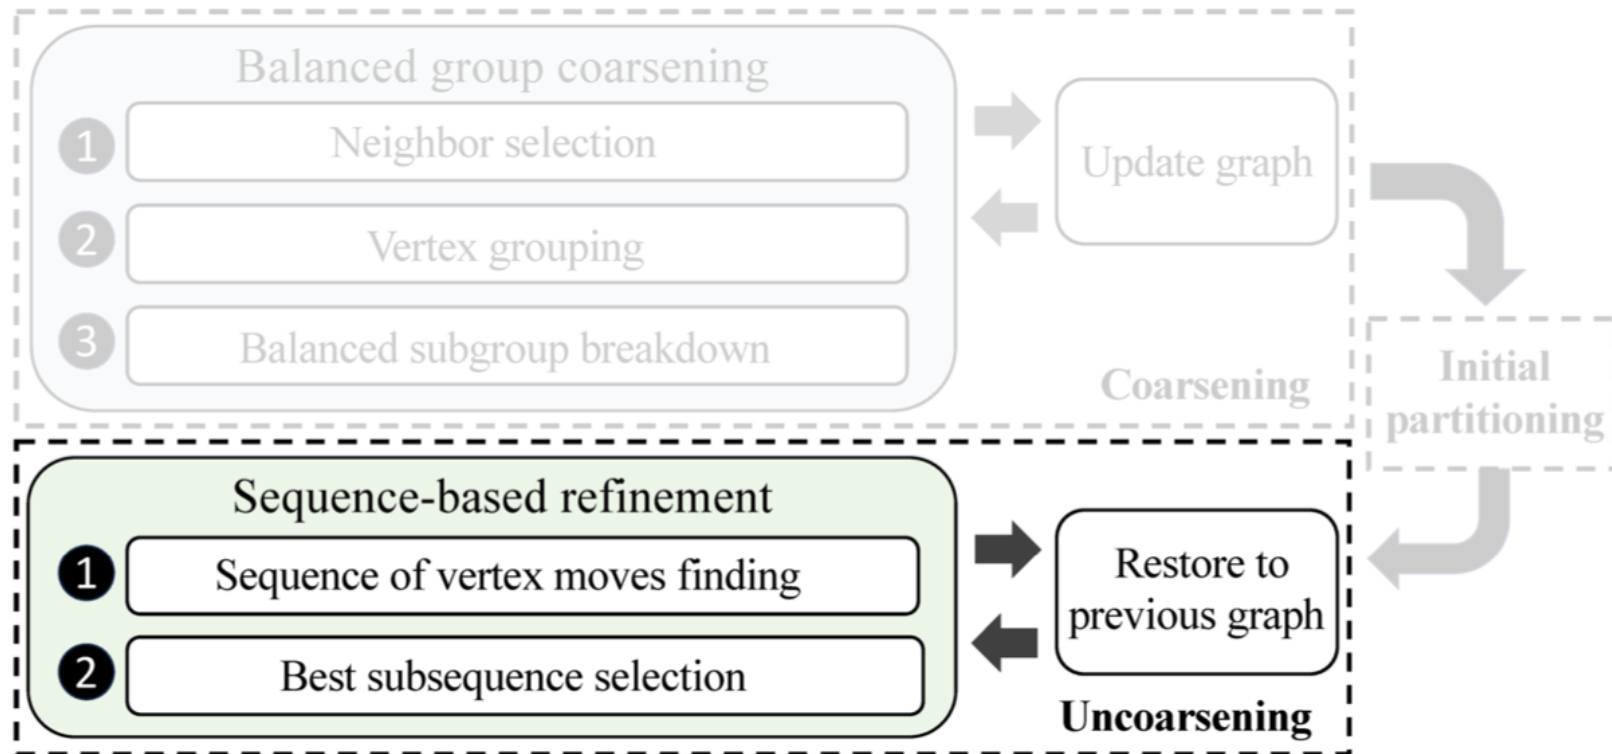 Balanced group coarsening
1 Neighbor selection
2 Vertex grouping
3 Balanced subgroup breakdown
Update graph
Coarsening
Initial
partitioning
Sequence-based refinement
1 Sequence of vertex moves finding
2 Best subsequence selection
Restore to
previous graph
Uncoarsening